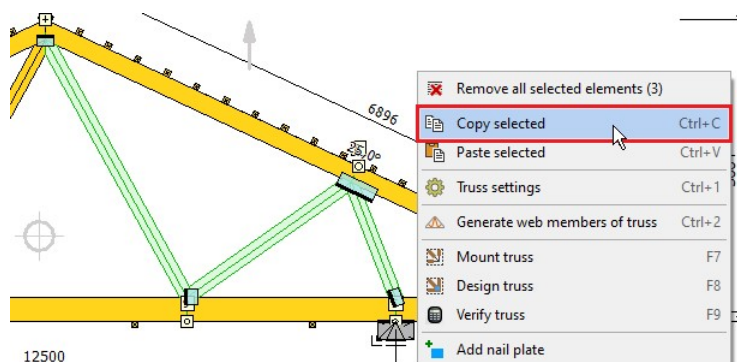 Remove all selected elements (3)
Copy selected Ctrl+C
Paste selected Ctrl+V
Truss settings Ctrl+1
Generate web members of truss Ctrl+2
Mount truss F7
Design truss F8
Verify truss F9
Add nail plate
6896
12500